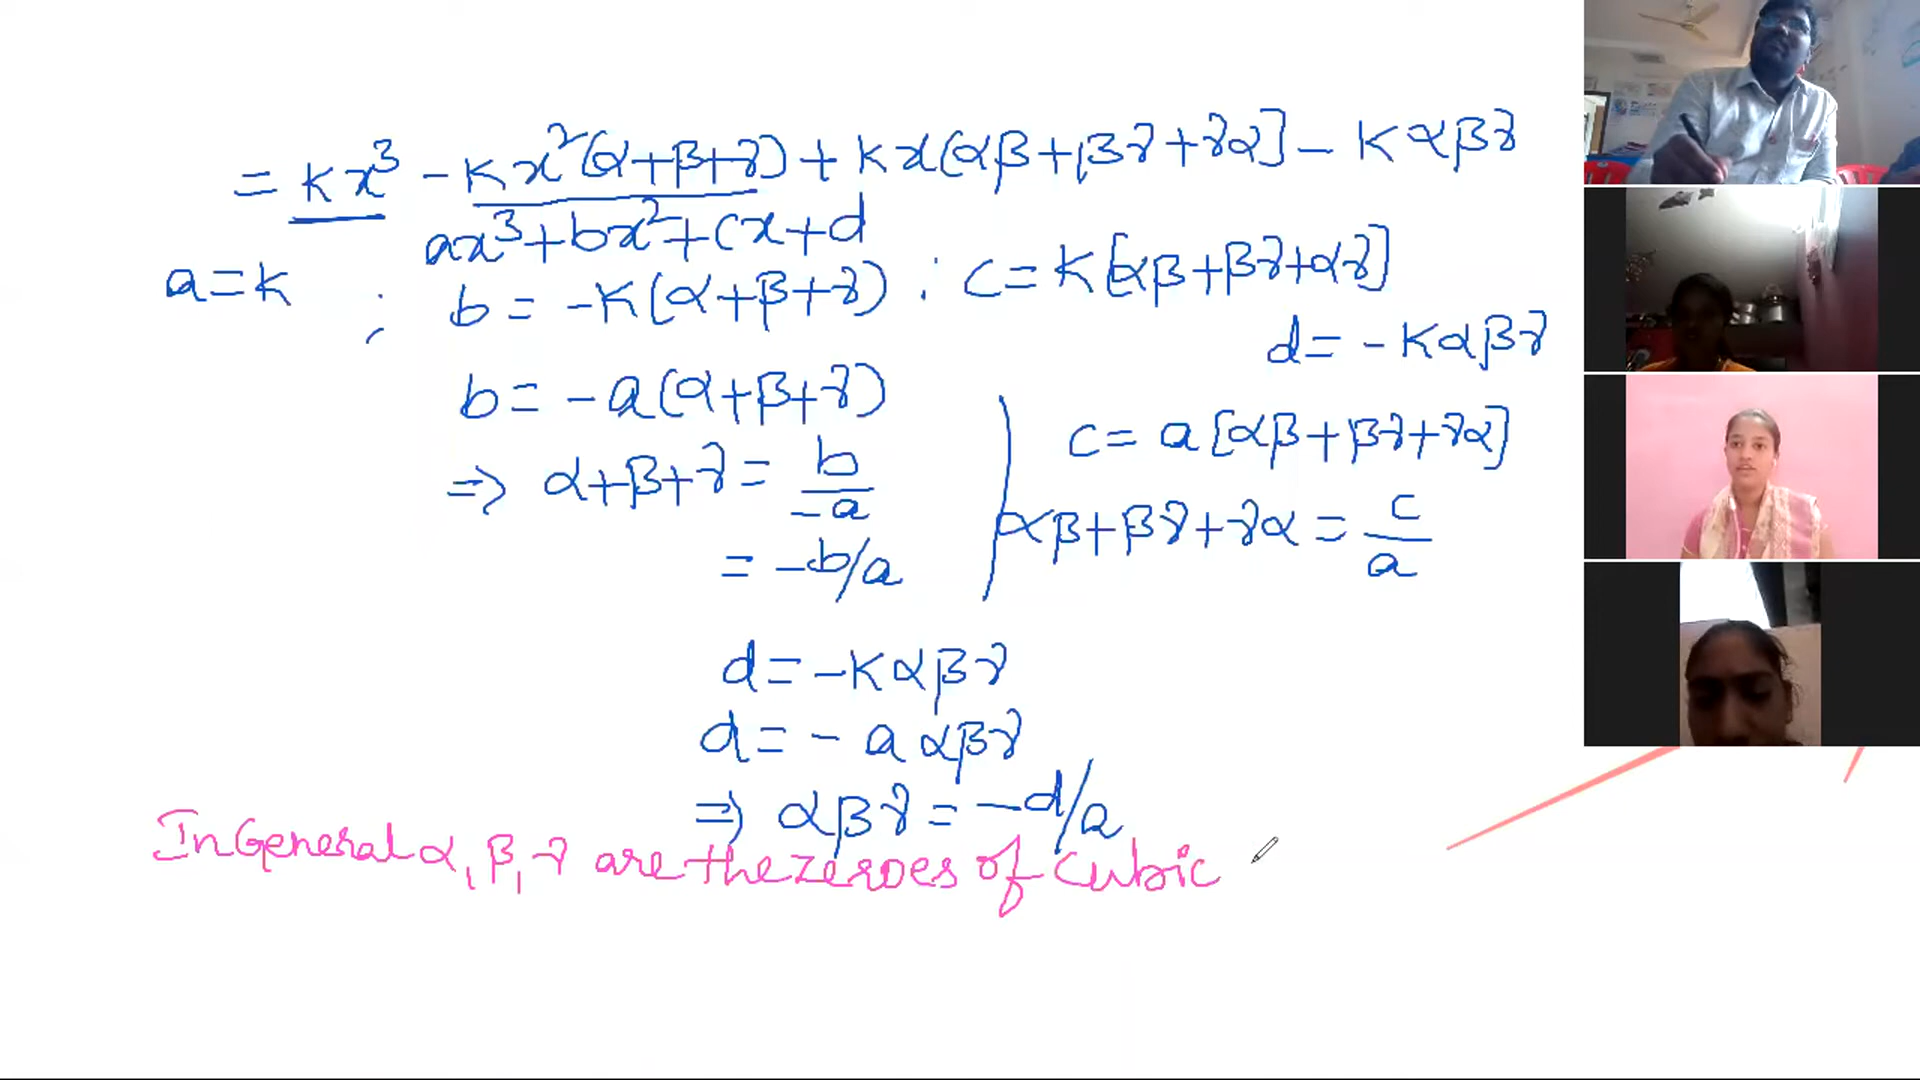 = Kx³ - Kx²(α+β+γ) + Kx[αβ+βγ+γα] - Kαβγ
ax³+bx²+cx+d
a=K ; b= -K(α+β+γ) ; c= K[αβ+βγ+αγ]
d= -Kαβγ
b= -a(α+β+γ)
⇒ α+β+γ = b/-a
= -b/a
c= a[αβ+βγ+γα]
αβ+βγ+γα = c/a
d= -Kαβγ
d= - a αβγ
⇒ αβγ = -d/a
In General α, β, γ are the zeroes of cubic